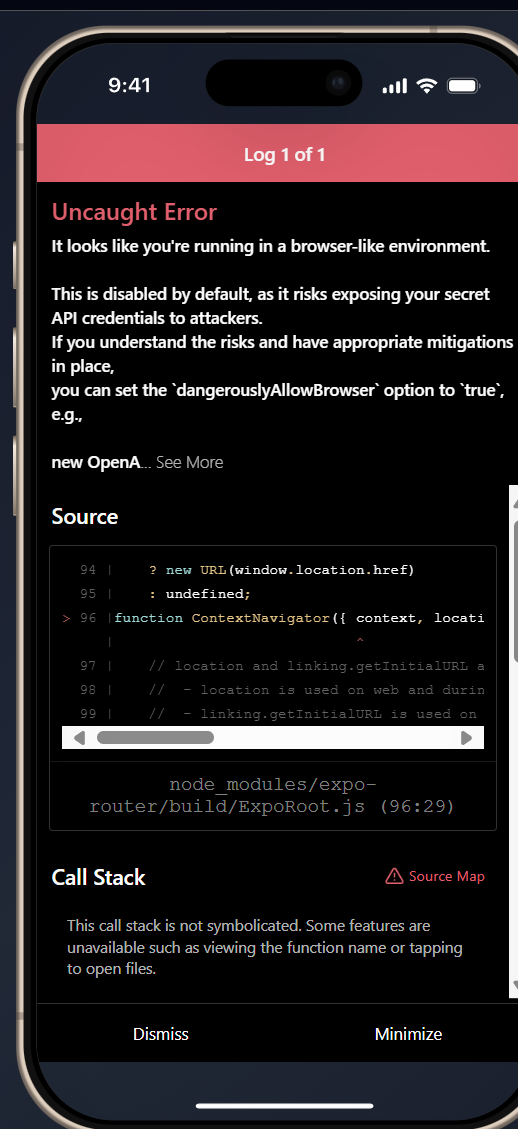 9:41
Log 1 of 1
Uncaught Error
It looks like you're running in a browser-like environment.
This is disabled by default, as it risks exposing your secret
API credentials to attackers.
If you understand the risks and have appropriate mitigations
in place,
you can set the `dangerouslyAllowBrowser` option to `true`,
e.g.,
new OpenA... See More
Source
94 |     ? new URL(window.location.href)
95 |     : undefined;
> 96 |function ContextNavigator({ context, locati
|                              ^
97 |     // location and linking.getInitialURL a
98 |     //  - location is used on web and durin
99 |     //  - linking.getInitialURL is used on
node_modules/expo-
router/build/ExpoRoot.js (96:29)
Call Stack
Source Map
This call stack is not symbolicated. Some features are
unavailable such as viewing the function name or tapping
to open files.
Dismiss
Minimize